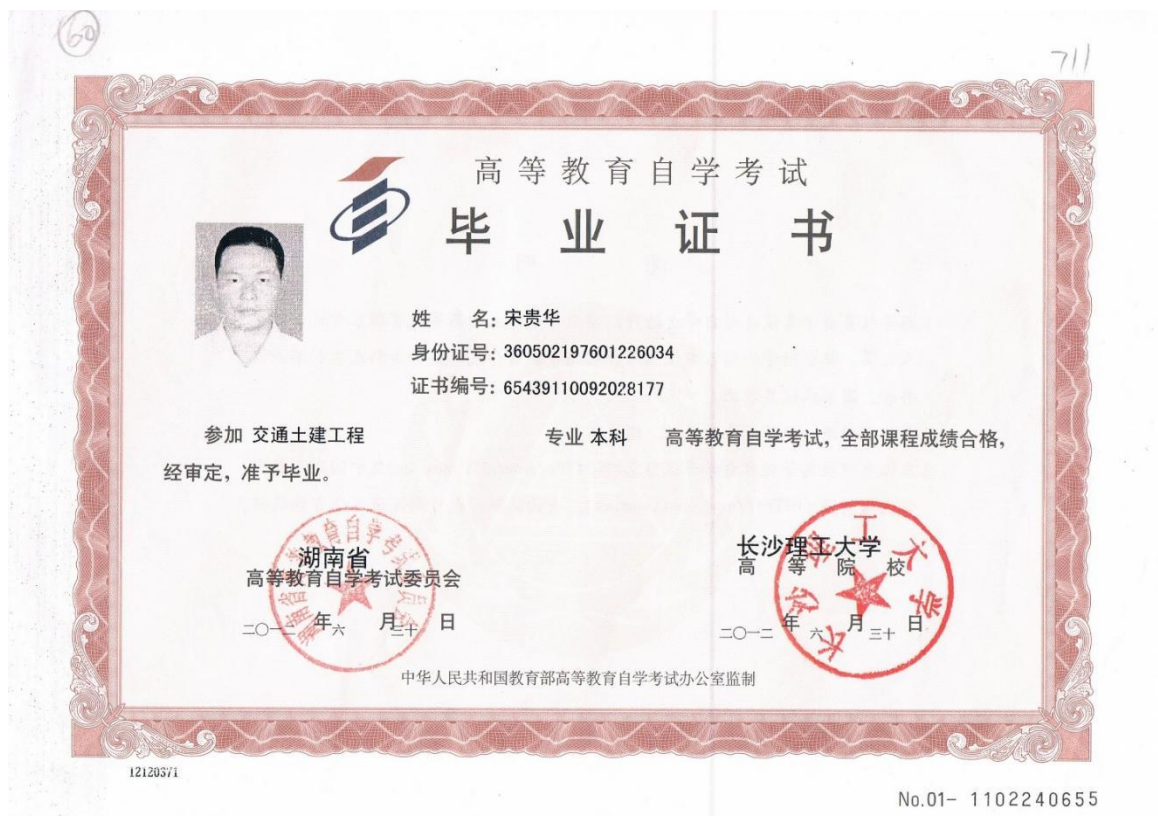 60
711
高等教育自学考试
毕业证书
姓 名: 宋贵华
身份证号: 360502197601226034
证书编号: 65439110092028177
参加 交通土建工程 专业 本科 高等教育自学考试, 全部课程成绩合格,
经审定, 准予毕业。
湖南省
高等教育自学考试委员会
二〇一二 年 六 月 三十 日
长沙理工大学
高等院校
长沙理工大学
二〇一二 年 六 月 三十 日
中华人民共和国教育部高等教育自学考试办公室监制
12120371
No.01- 1102240655